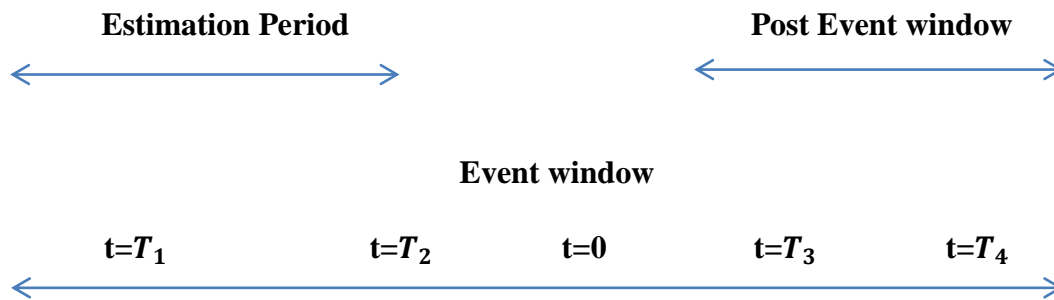 Estimation Period Post Event window
Event window
t=T₁ t=T₂ t=0 t=T₃ t=T₄